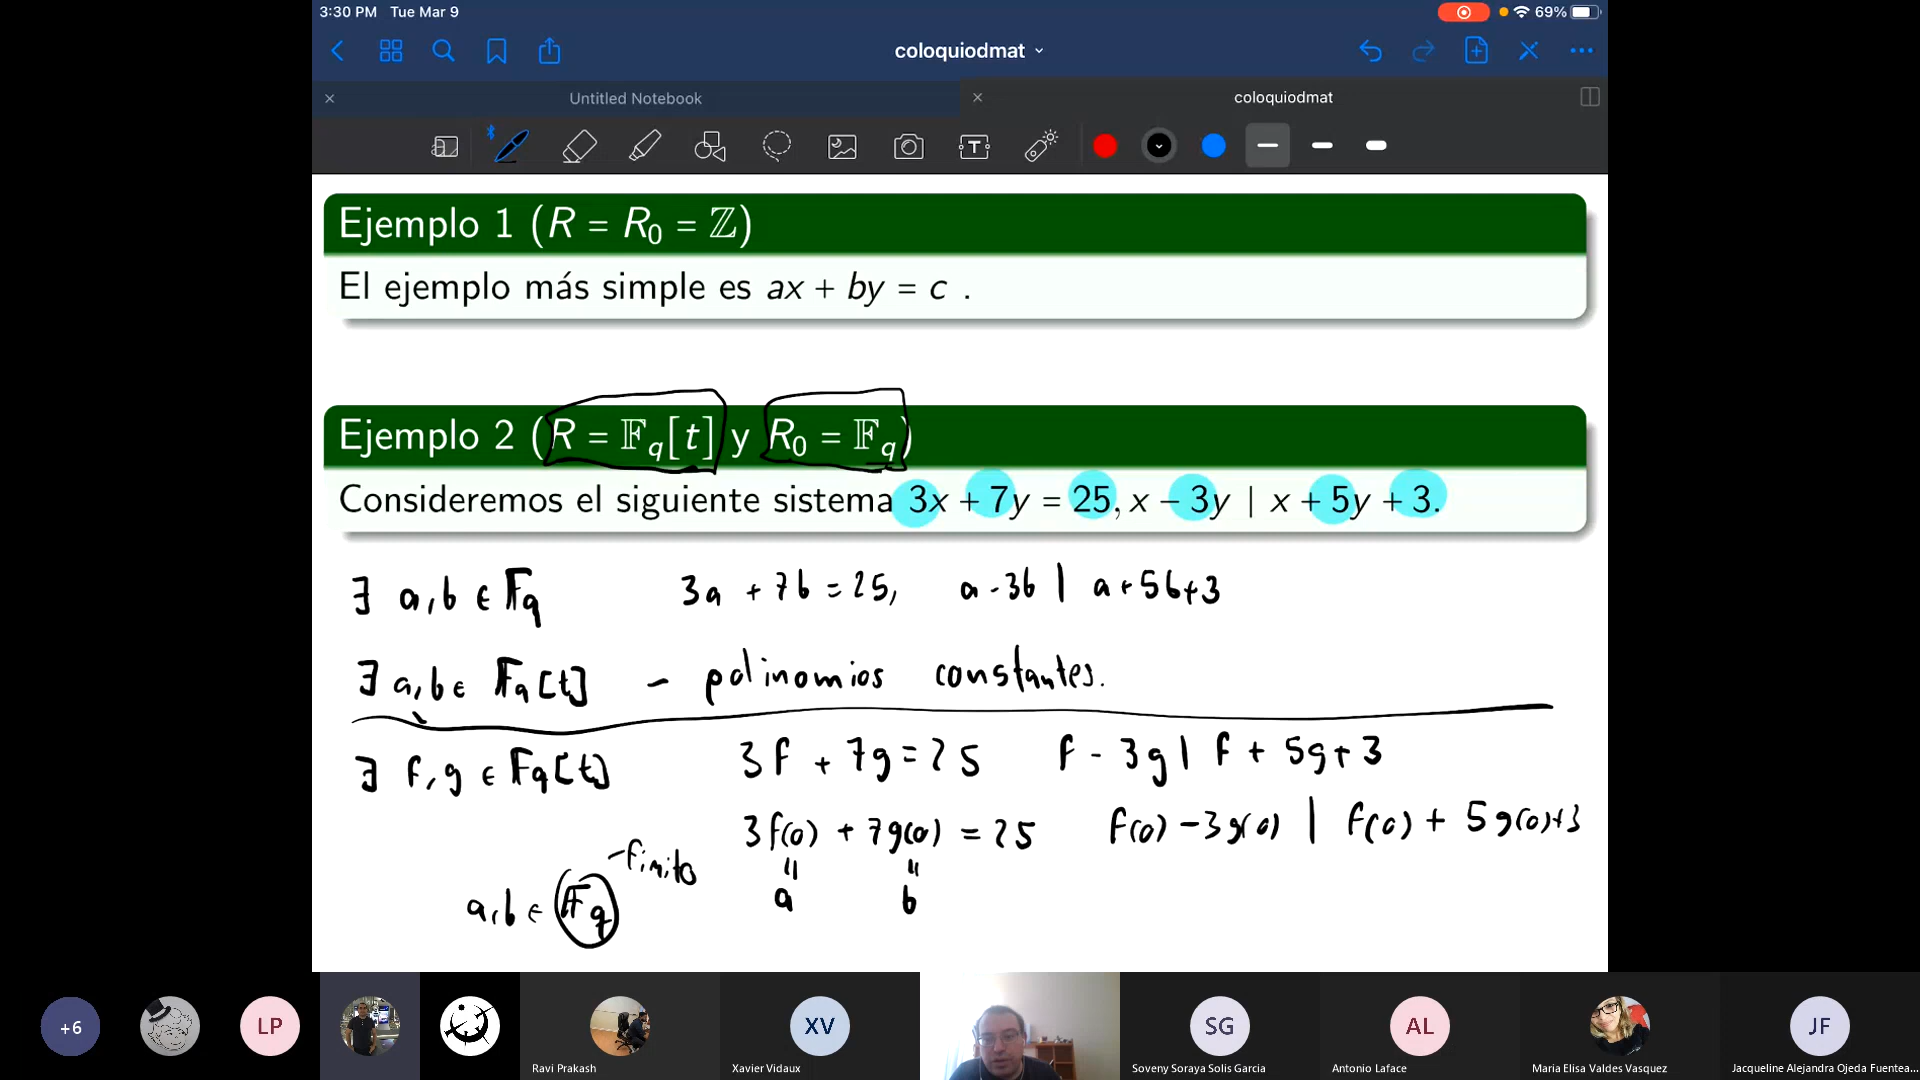 3:30 PM Tue Mar 9
69%
coloquiodmat
Untitled Notebook
coloquiodmat
Ejemplo 1 (R = R₀ = ℤ)
El ejemplo más simple es ax + by = c .
Ejemplo 2 (R = 𝔽q[t] y R₀ = 𝔽q)
Consideremos el siguiente sistema 3x + 7y = 25, x − 3y | x + 5y + 3.
∃ a,b ∈ 𝔽q 3a + 7b = 25, a - 3b | a + 5b + 3
∃ a,b ∈ 𝔽q[t] – polinomios constantes.
∃ f, g ∈ 𝔽q[t] 3f + 7g = 25 f - 3g | f + 5g + 3
3f(0) + 7g(0) = 25 f(0) - 3g(0) | f(0) + 5g(0)+3
- finito
" "
a b
a,b ∈ 𝔽q
+6
LP
XV
SG
AL
JF
Ravi Prakash
Xavier Vidaux
Soveny Soraya Solis Garcia
Antonio Laface
Maria Elisa Valdes Vasquez
Jacqueline Alejandra Ojeda Fuentea...